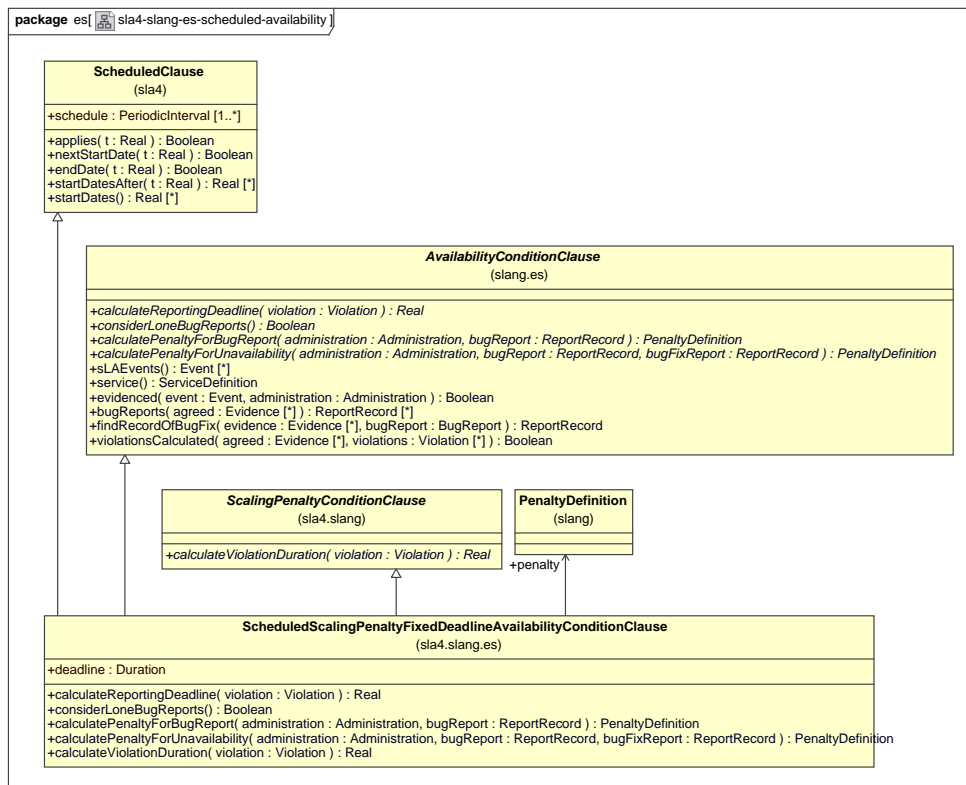 package es[ sla4-slang-es-scheduled-availability ]
ScheduledClause
(sla4)
+schedule : PeriodicInterval [1..*]
+applies( t : Real ) : Boolean
+nextStartDate( t : Real ) : Boolean
+endDate( t : Real ) : Boolean
+startDatesAfter( t : Real ) : Real [*]
+startDates() : Real [*]
AvailabilityConditionClause
(slang.es)
+calculateReportingDeadline( violation : Violation ) : Real
+considerLoneBugReports() : Boolean
+calculatePenaltyForBugReport( administration : Administration, bugReport : ReportRecord ) : PenaltyDefinition
+calculatePenaltyForUnavailability( administration : Administration, bugReport : ReportRecord, bugFixReport : ReportRecord ) : PenaltyDefinition
+sLAEvents() : Event [*]
+service() : ServiceDefinition
+evidenced( event : Event, administration : Administration ) : Boolean
+bugReports( agreed : Evidence [*] ) : ReportRecord [*]
+findRecordOfBugFix( evidence : Evidence [*], bugReport : BugReport ) : ReportRecord
+violationsCalculated( agreed : Evidence [*], violations : Violation [*] ) : Boolean
ScalingPenaltyConditionClause
(sla4.slang)
+calculateViolationDuration( violation : Violation ) : Real
PenaltyDefinition
(slang)
+penalty
ScheduledScalingPenaltyFixedDeadlineAvailabilityConditionClause
(sla4.slang.es)
+deadline : Duration
+calculateReportingDeadline( violation : Violation ) : Real
+considerLoneBugReports() : Boolean
+calculatePenaltyForBugReport( administration : Administration, bugReport : ReportRecord ) : PenaltyDefinition
+calculatePenaltyForUnavailability( administration : Administration, bugReport : ReportRecord, bugFixReport : ReportRecord ) : PenaltyDefinition
+calculateViolationDuration( violation : Violation ) : Real